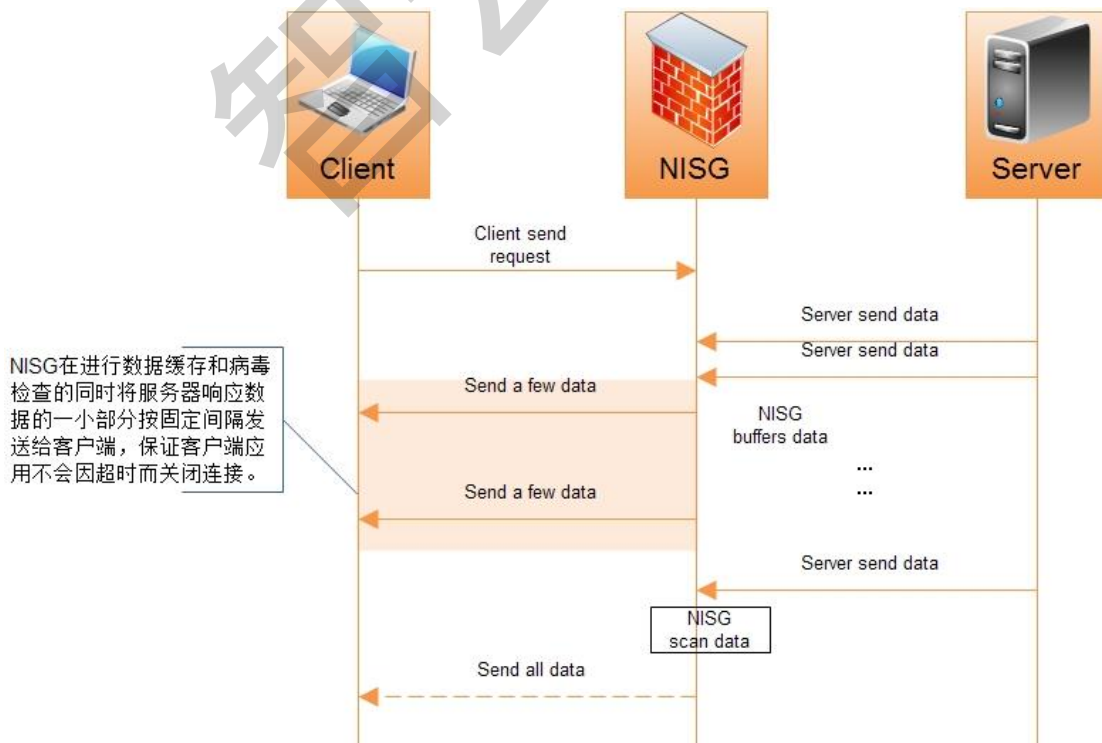 Client
NISG
Server
Client send
request
Server send data
Server send data
NISG在进行数据缓存和病毒
检查的同时将服务器响应数
据的一小部分按固定间隔发
送给客户端，保证客户端应
用不会因超时而关闭连接。
Send a few data
NISG
buffers data
...
...
Send a few data
Server send data
NISG
scan data
Send all data